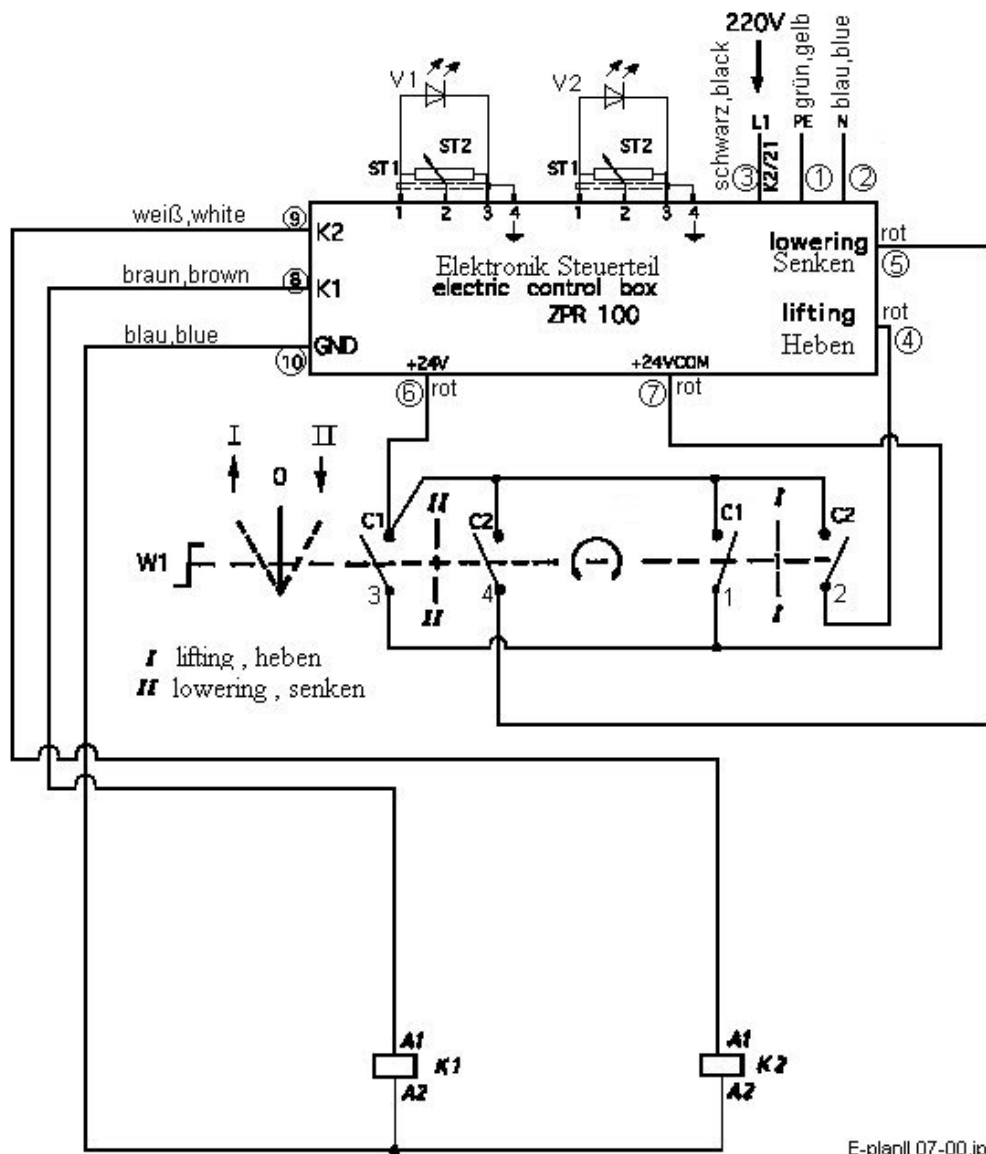 220V
schwarz,black
grün,gelb
blau,blue
V1
V2
L1
PE
N
K2/21
3
1
2
ST1
ST2
ST1
ST2
1
2
3
4
1
2
3
4
weiß,white
9
K2
braun,brown
8
K1
blau,blue
10
GND
Elektronik Steuerteil
electric control box
ZPR 100
lowering
Senken
rot
5
lifting
Heben
rot
4
+24V
6
rot
+24VCOM
7
rot
I
0
II
W1
C1
II
C2
C1
I
C2
3
II
4
1
I
2
I lifting , heben
II lowering , senken
A1
K1
A2
A1
K2
A2
E-planII 07-00.jp